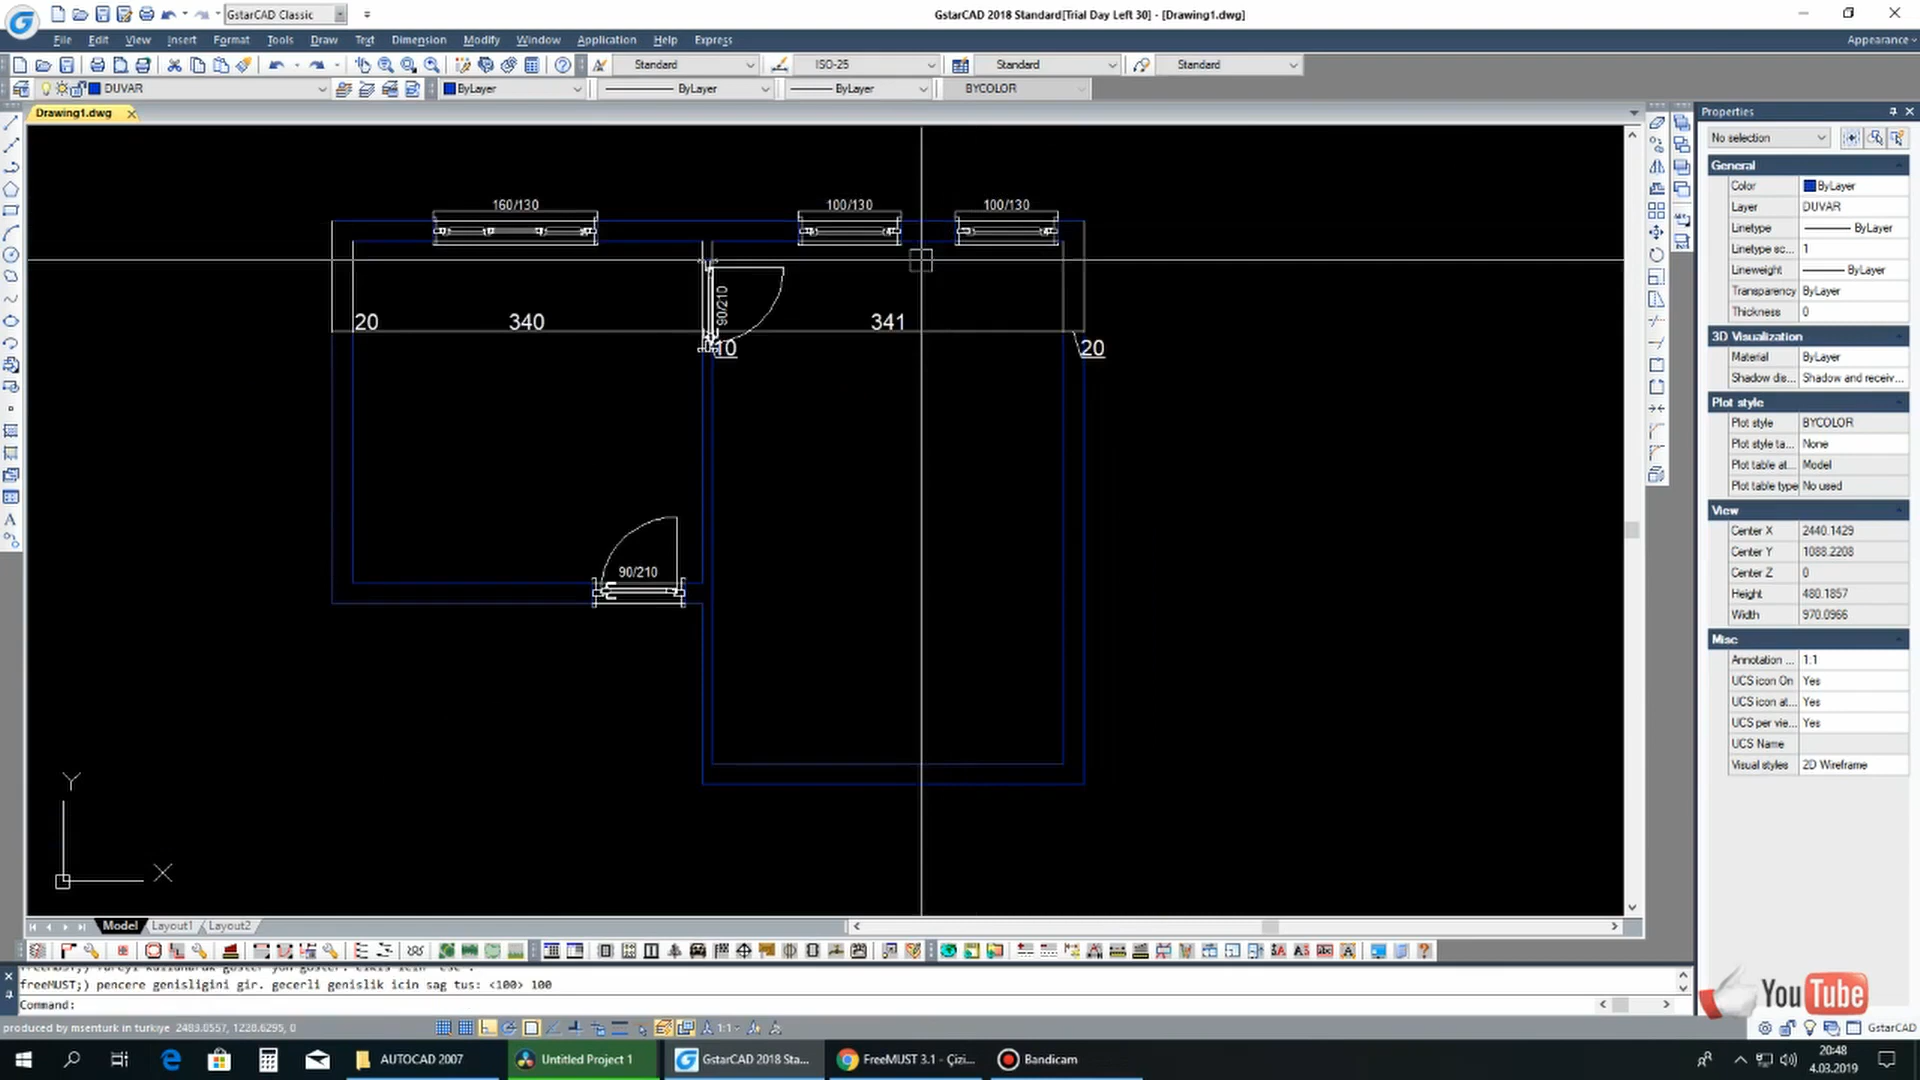 GstarCAD Classic
GstarCAD 2018 Standard[Trial Day Left 30] - [Drawing1.dwg]
File Edit View Insert Format Tools Draw Text Dimension Modify Window Application Help Express
Appearance
Standard ISO-25 Standard Standard
DUVAR ByLayer ByLayer ByLayer BYCOLOR
Drawing1.dwg
Properties
No selection
General
Color ByLayer
Layer DUVAR
Linetype ByLayer
Linetype sc... 1
Lineweight ByLayer
Transparency ByLayer
Thickness 0
3D Visualization
Material ByLayer
Shadow dis... Shadow and receiv...
Plot style
Plot style BYCOLOR
Plot style ta... None
Plot table at... Model
Plot table type No used
View
Center X 2440.1429
Center Y 1088.2208
Center Z 0
Height 480.1857
Width 970.0966
Misc
Annotation ... 1:1
UCS icon On Yes
UCS icon at... Yes
UCS per vie... Yes
UCS Name
Visual styles 2D Wireframe
160/130 100/130 100/130
90/210
20 340 341
10 20
90/210
Y
X
Model Layout1 Layout2
freeMUST;) pencere genisligini gir. gecerli genislik icin sag tus: <100> 100
Command:
produced by msenturk in turkiye 2483.0557, 1228.6295, 0
1:1
You Tube
GstarCAD
AUTOCAD 2007
Untitled Project 1
GstarCAD 2018 Sta...
FreeMUST 3.1 - Çizi...
Bandicam
20:48
4.03.2019